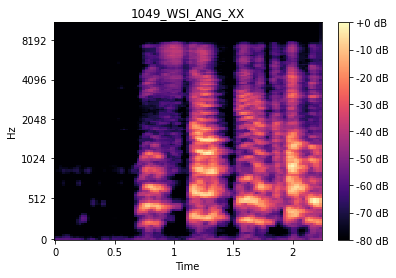 1049_WSI_ANG_XX
+0 dB
8192
-10 dB
4096
-20 dB
-30 dB
2048
-40 dB
Hz
1024
-50 dB
512
-60 dB
-70 dB
0
-80 dB
0 0.5 1 1.5 2
Time